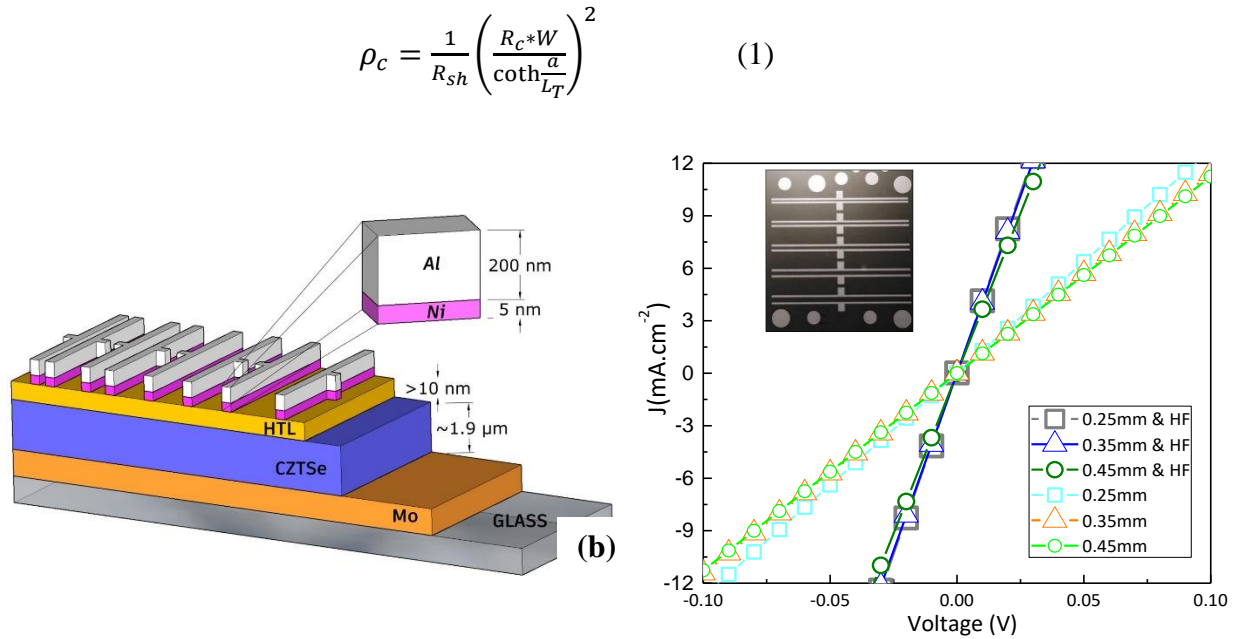 ρ_c = 1/R_sh (R_c*W / coth a/L_T)^2 (1)
Al
200 nm
Ni
5 nm
>10 nm
HTL
~1.9 μm
CZTSe
Mo
GLASS
(b)
12
9
6
3
0
-3
-6
-9
-12
J(mA.cm⁻²)
0.25mm & HF
0.35mm & HF
0.45mm & HF
0.25mm
0.35mm
0.45mm
-0.10 -0.05 0.00 0.05 0.10
Voltage (V)